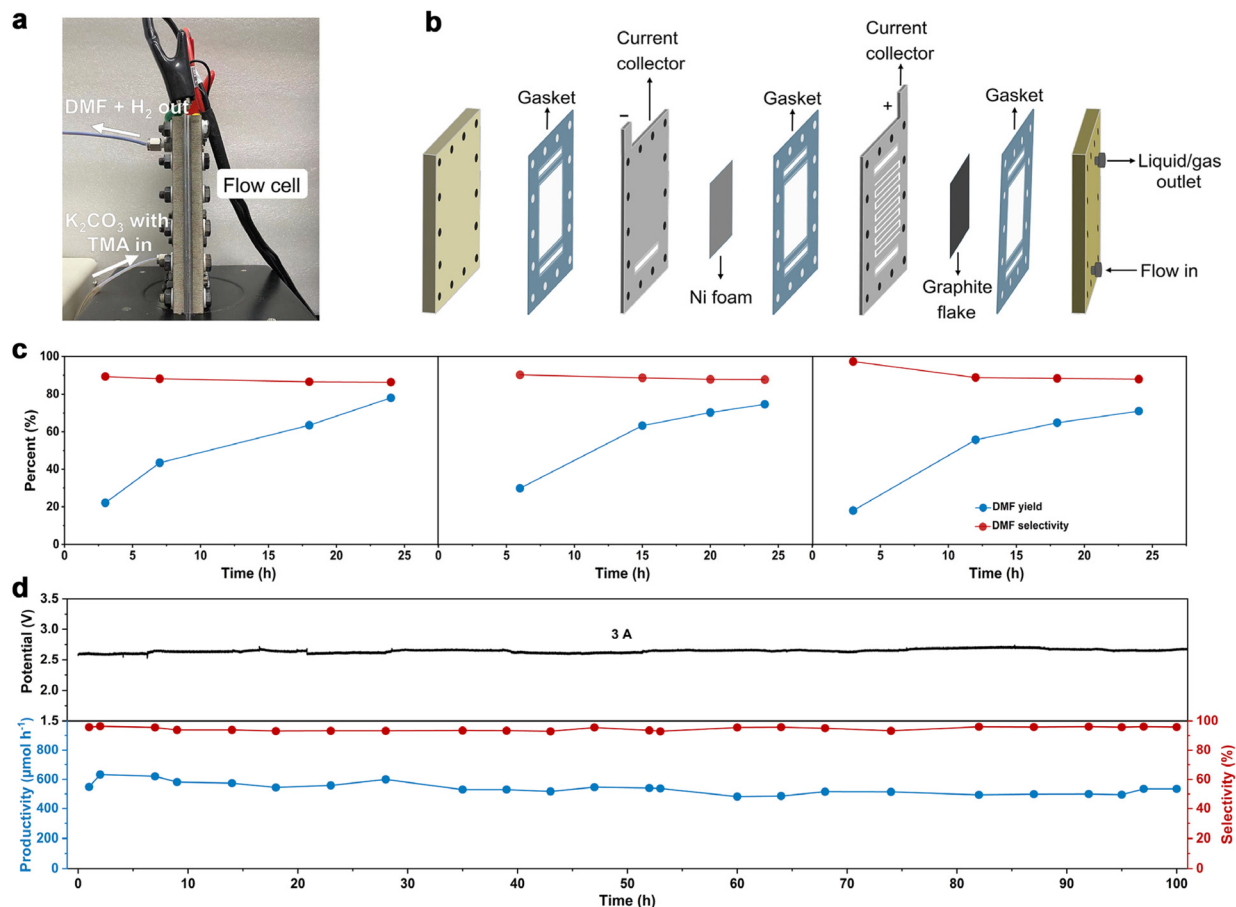 a
DMF + H₂ out
Flow cell
K₂CO₃ with
TMA in
b
Current
collector
Gasket
−
Ni foam
Gasket
Current
collector
+
Graphite
flake
Gasket
Liquid/gas
outlet
Flow in
c
Percent (%)
100
80
60
40
20
0
0 5 10 15 20 25
Time (h)
0 5 10 15 20 25
Time (h)
DMF yield
DMF selectivity
0 5 10 15 20 25
Time (h)
d
Potential (V)
3.5
3.0
2.5
2.0
1.5
3 A
Productivity (μmol h⁻¹)
800
600
400
200
0
Selectivity (%)
100
80
60
40
20
0
0 10 20 30 40 50 60 70 80 90 100
Time (h)